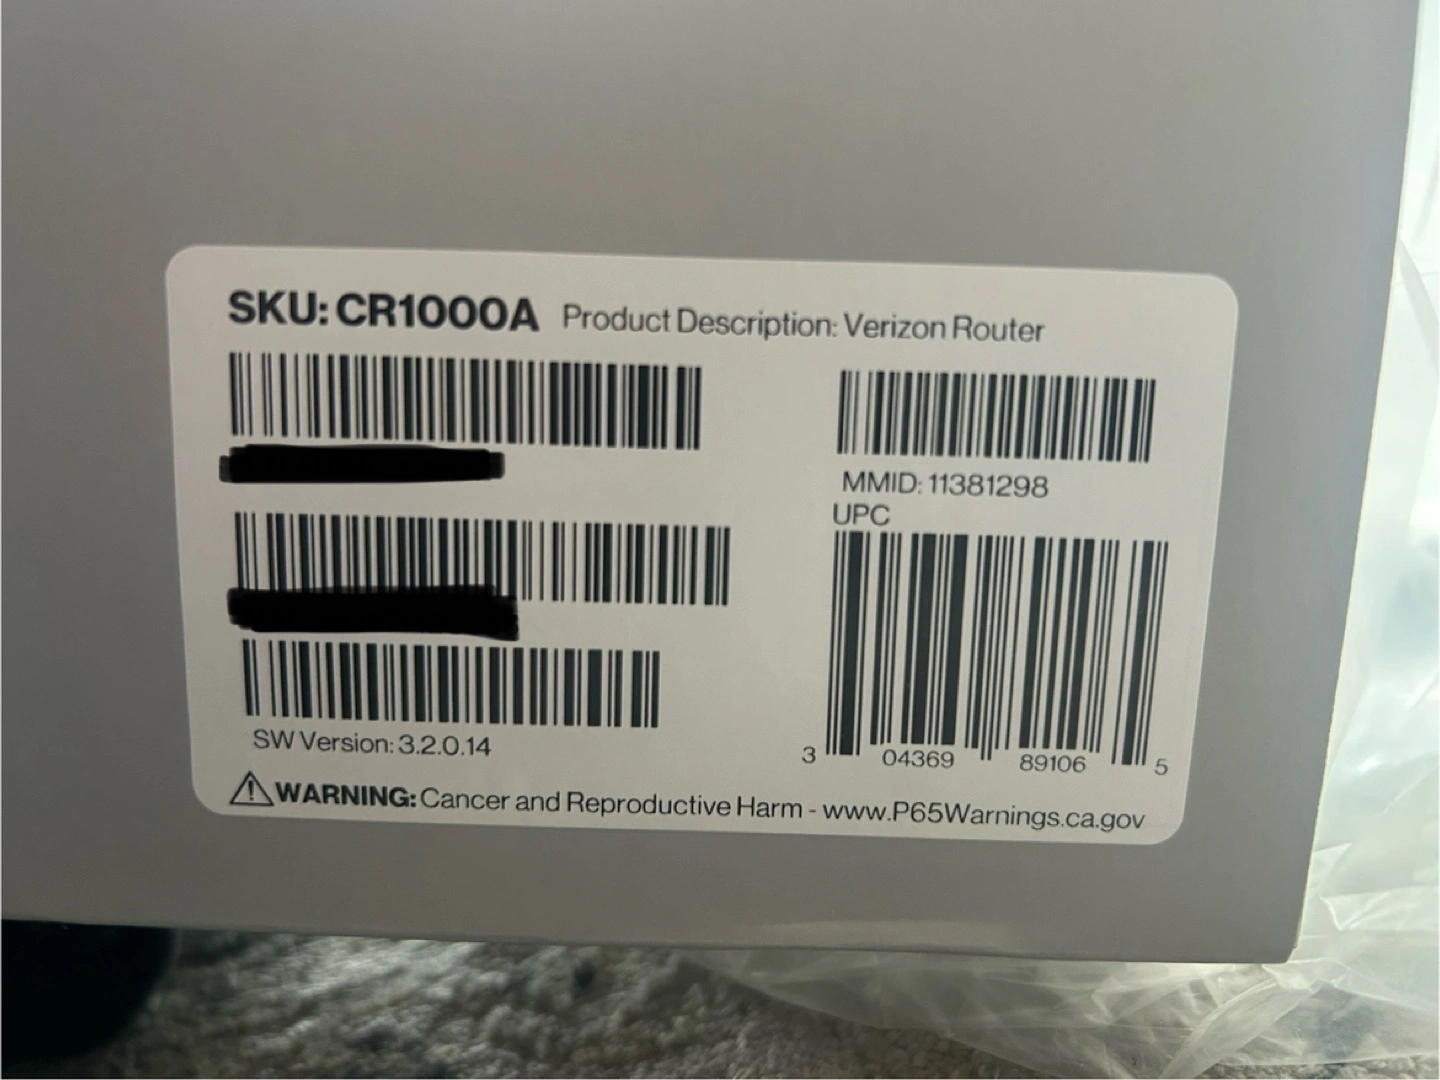 SKU: CR1000A Product Description: Verizon Router
MMID: 11381298
UPC
SW Version: 3.2.0.14
3 04369 89106 5
WARNING: Cancer and Reproductive Harm - www.P65Warnings.ca.gov